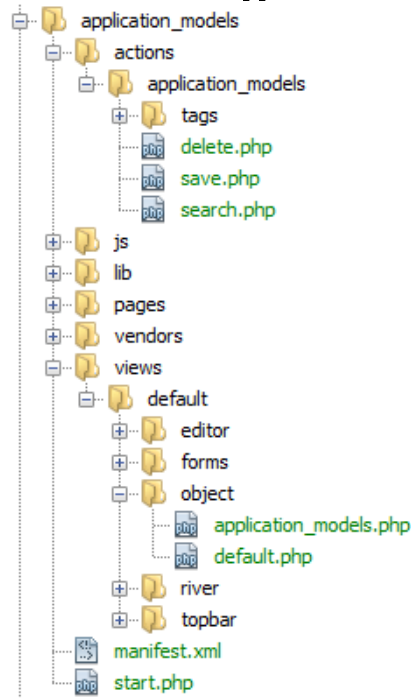 application_models
actions
application_models
tags
delete.php
save.php
search.php
js
lib
pages
vendors
views
default
editor
forms
object
application_models.php
default.php
river
topbar
manifest.xml
start.php